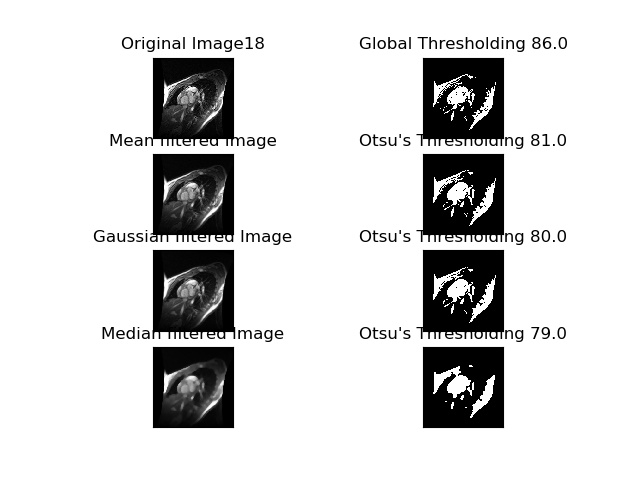 Original Image18
Global Thresholding 86.0
Mean filtered Image
Otsu's Thresholding 81.0
Gaussian filtered Image
Otsu's Thresholding 80.0
Median filtered Image
Otsu's Thresholding 79.0